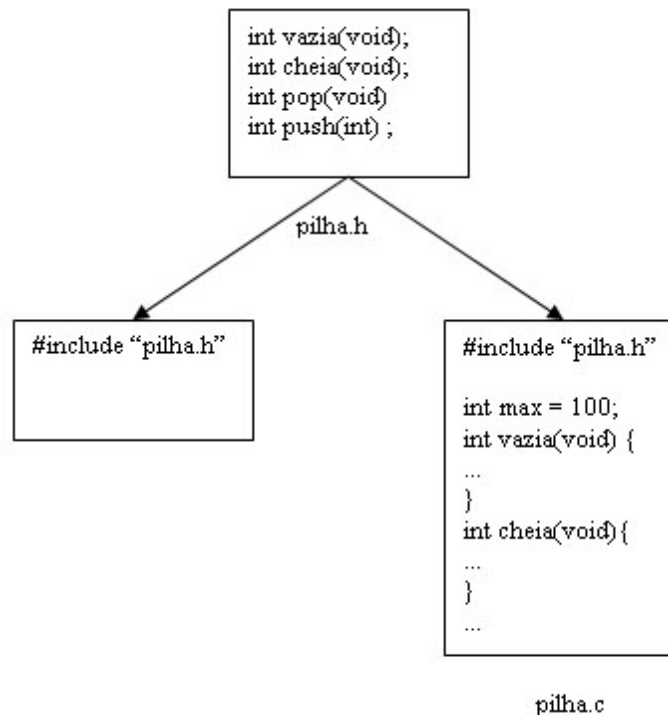 int vazia(void);
int cheia(void);
int pop(void)
int push(int) ;
pilha.h
#include “pilha.h”
#include “pilha.h”
int max = 100;
int vazia(void) {
...
}
int cheia(void){
...
}
...
pilha.c